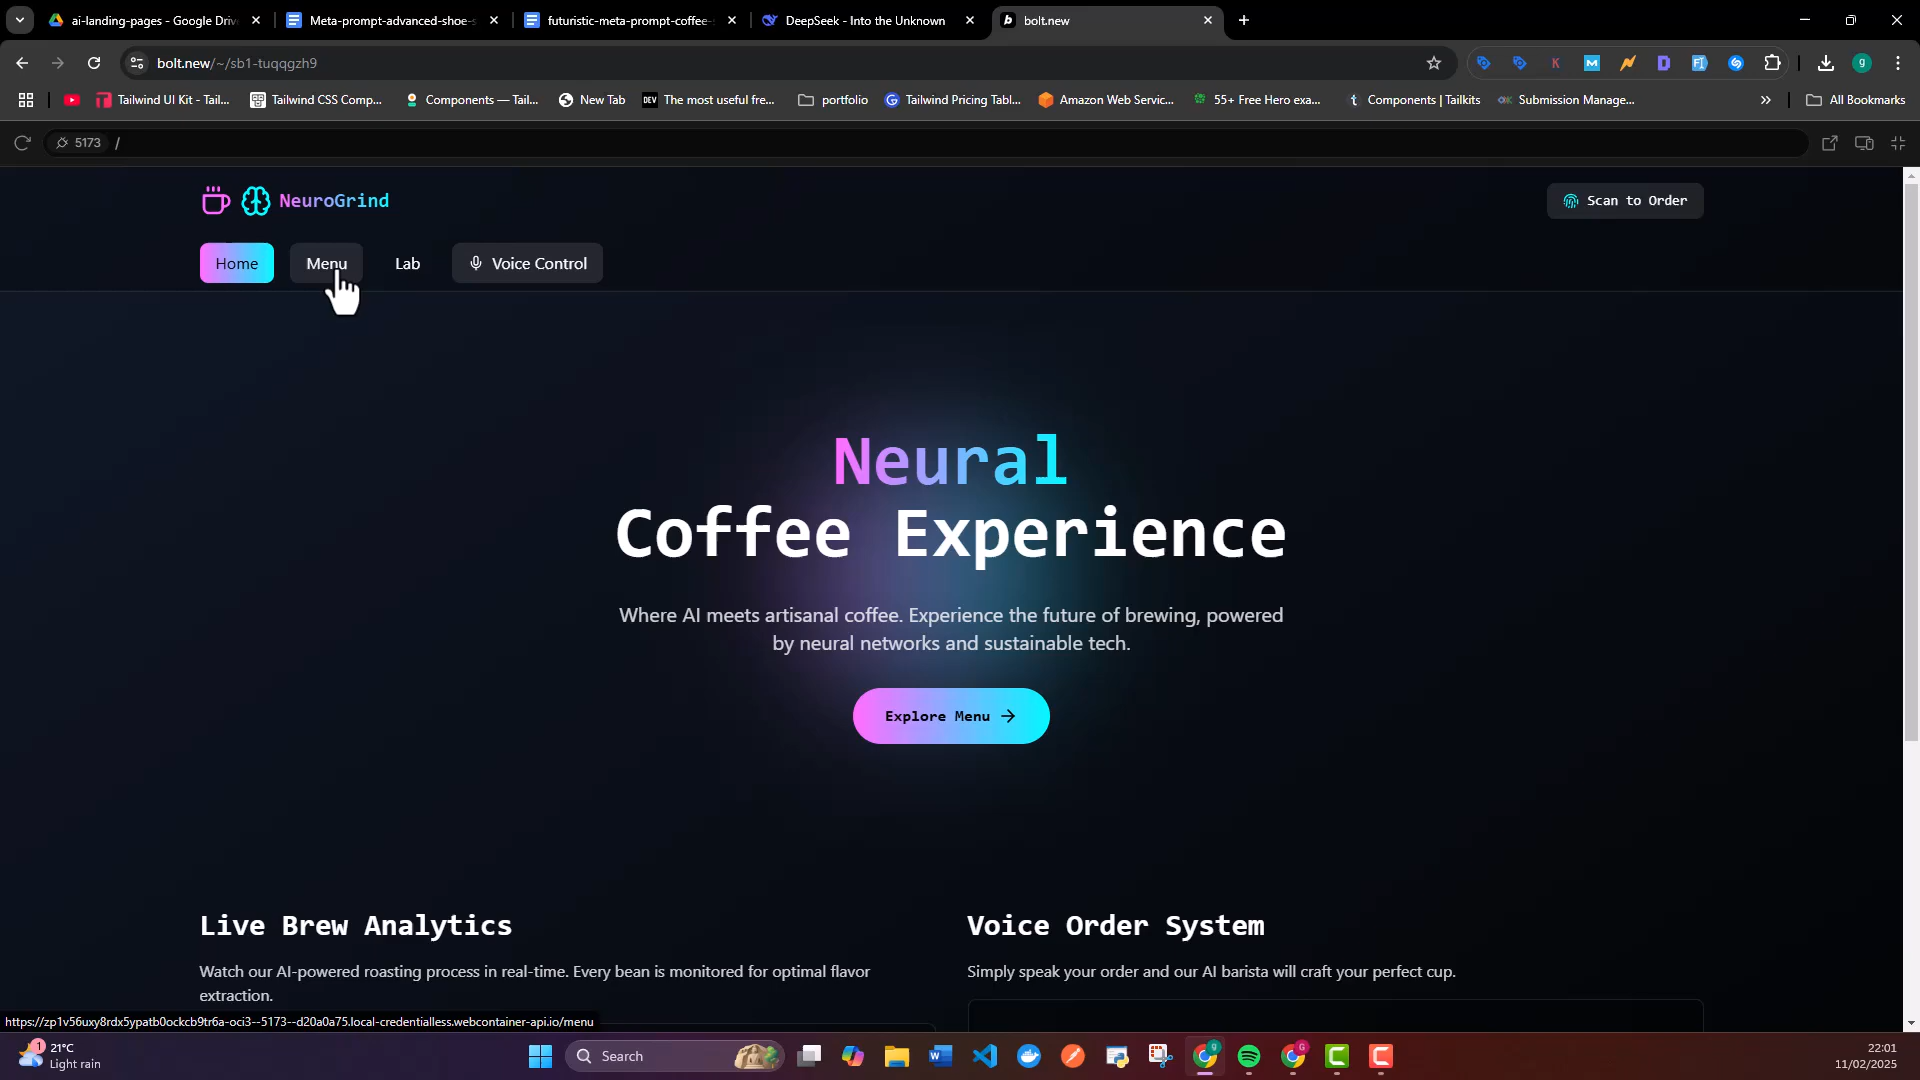 ai-landing-pages - Google Driv
Meta-prompt-advanced-shoe-s
futuristic-meta-prompt-coffee-s
DeepSeek - Into the Unknown
bolt.new
bolt.new/~/sb1-tuqqgzh9
Tailwind UI Kit - Tail...
Tailwind CSS Comp...
Components — Tail...
New Tab
DEV
The most useful fre...
portfolio
Tailwind Pricing Tabl...
Amazon Web Servic...
55+ Free Hero exa...
Components | Tailkits
Submission Manage...
All Bookmarks
5173 /
NeuroGrind
Scan to Order
Home
Menu
Lab
Voice Control
Neural
Coffee Experience
Where AI meets artisanal coffee. Experience the future of brewing, powered
by neural networks and sustainable tech.
Explore Menu
Live Brew Analytics
Watch our AI-powered roasting process in real-time. Every bean is monitored for optimal flavor
extraction.
Voice Order System
Simply speak your order and our AI barista will craft your perfect cup.
https://zp1v56uxy8rdx5ypatb0ockcb9tr6a-oci3--5173--d20a0a75.local-credentialless.webcontainer-api.io/menu
1
21°C
Light rain
Search
22:01
11/02/2025